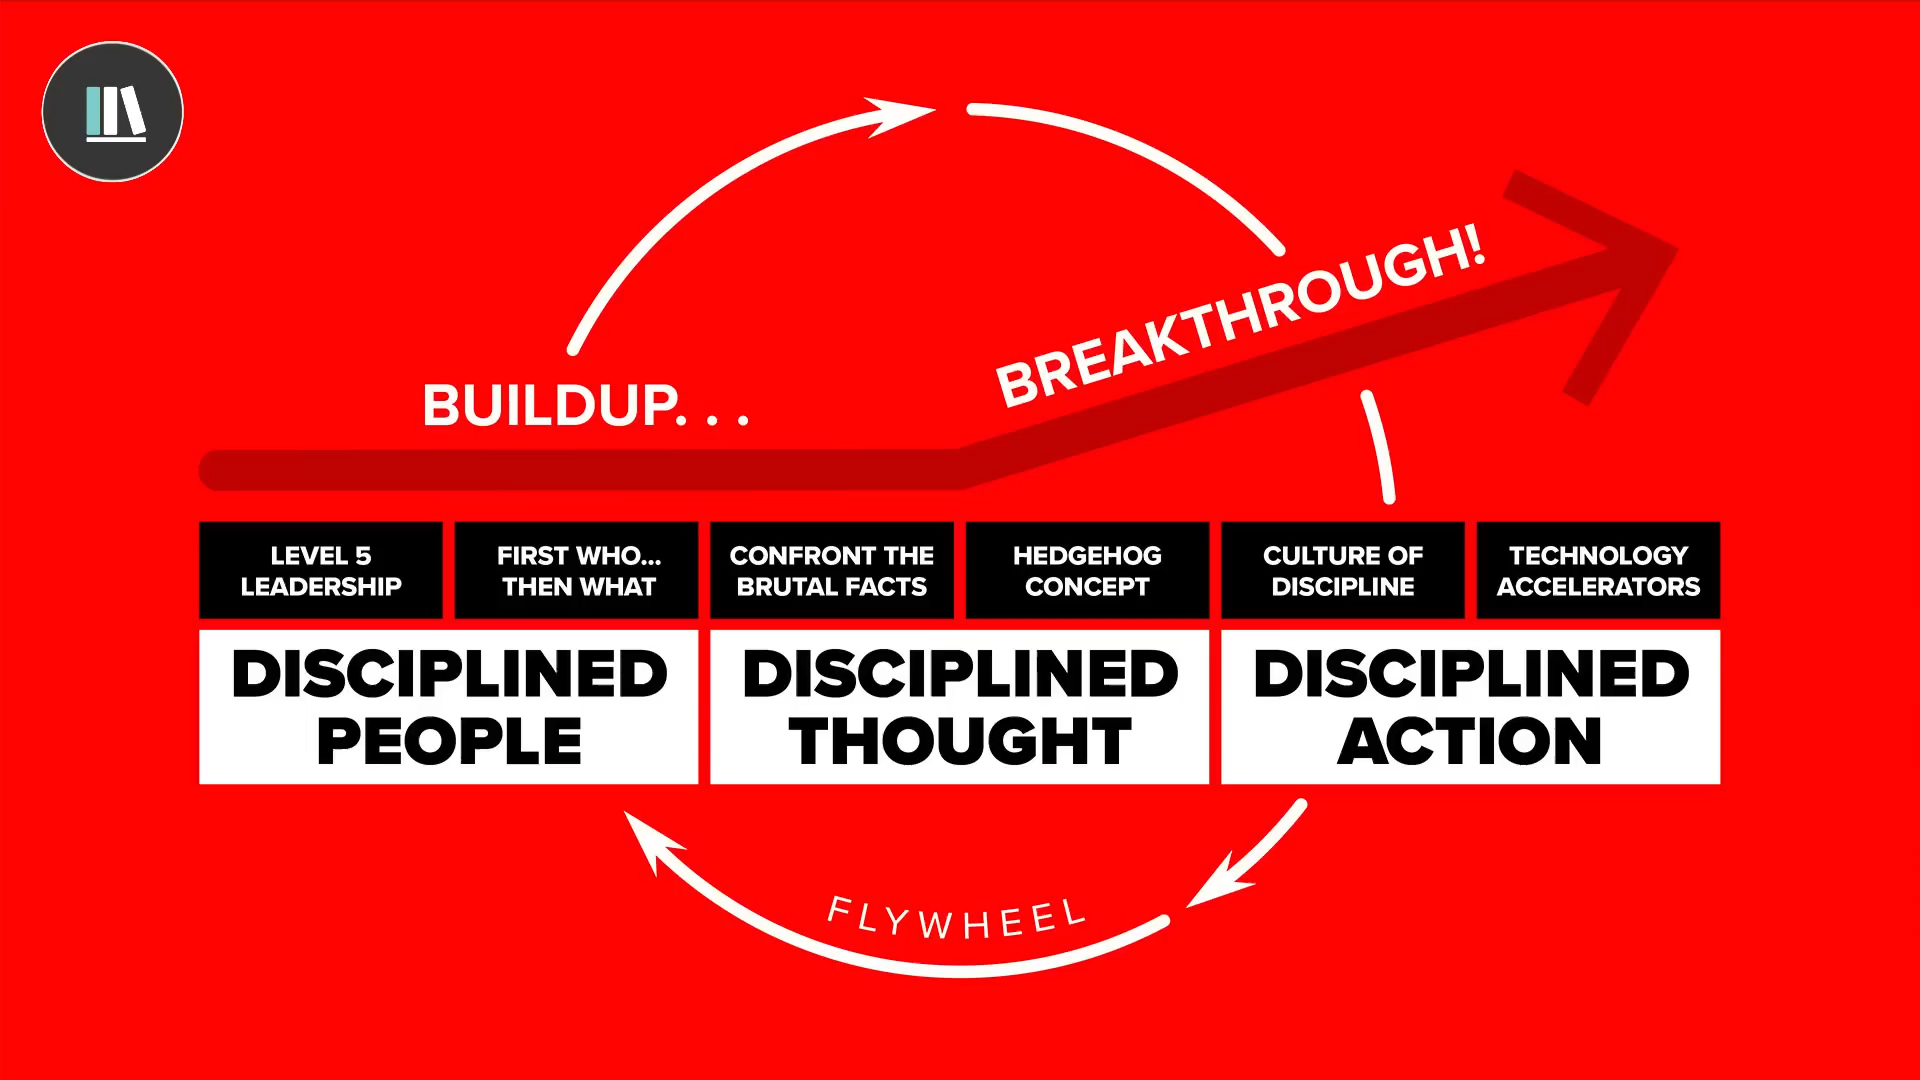 BUILDUP. . .
BREAKTHROUGH!
LEVEL 5
LEADERSHIP
FIRST WHO...
THEN WHAT
CONFRONT THE
BRUTAL FACTS
HEDGEHOG
CONCEPT
CULTURE OF
DISCIPLINE
TECHNOLOGY
ACCELERATORS
DISCIPLINED
PEOPLE
DISCIPLINED
THOUGHT
DISCIPLINED
ACTION
FLYWHEEL